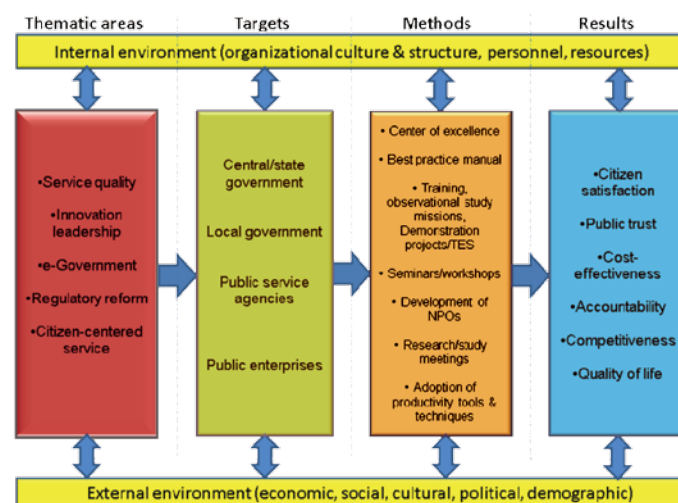 Thematic areas
Targets
Methods
Results
Internal environment (organizational culture & structure, personnel, resources)
•Service quality
•Innovation
leadership
•e-Government
•Regulatory reform
•Citizen-centered
service
Central/state
government
Local government
Public service
agencies
Public enterprises
• Center of excellence
• Best practice manual
• Training,
observational study
missions,
Demonstration
projects/TES
• Seminars/workshops
• Development of
NPOs
• Research/study
meetings
• Adoption of
productivity tools &
techniques
•Citizen
satisfaction
•Public trust
•Cost-
effectiveness
•Accountability
•Competitiveness
•Quality of life
External environment (economic, social, cultural, political, demographic)